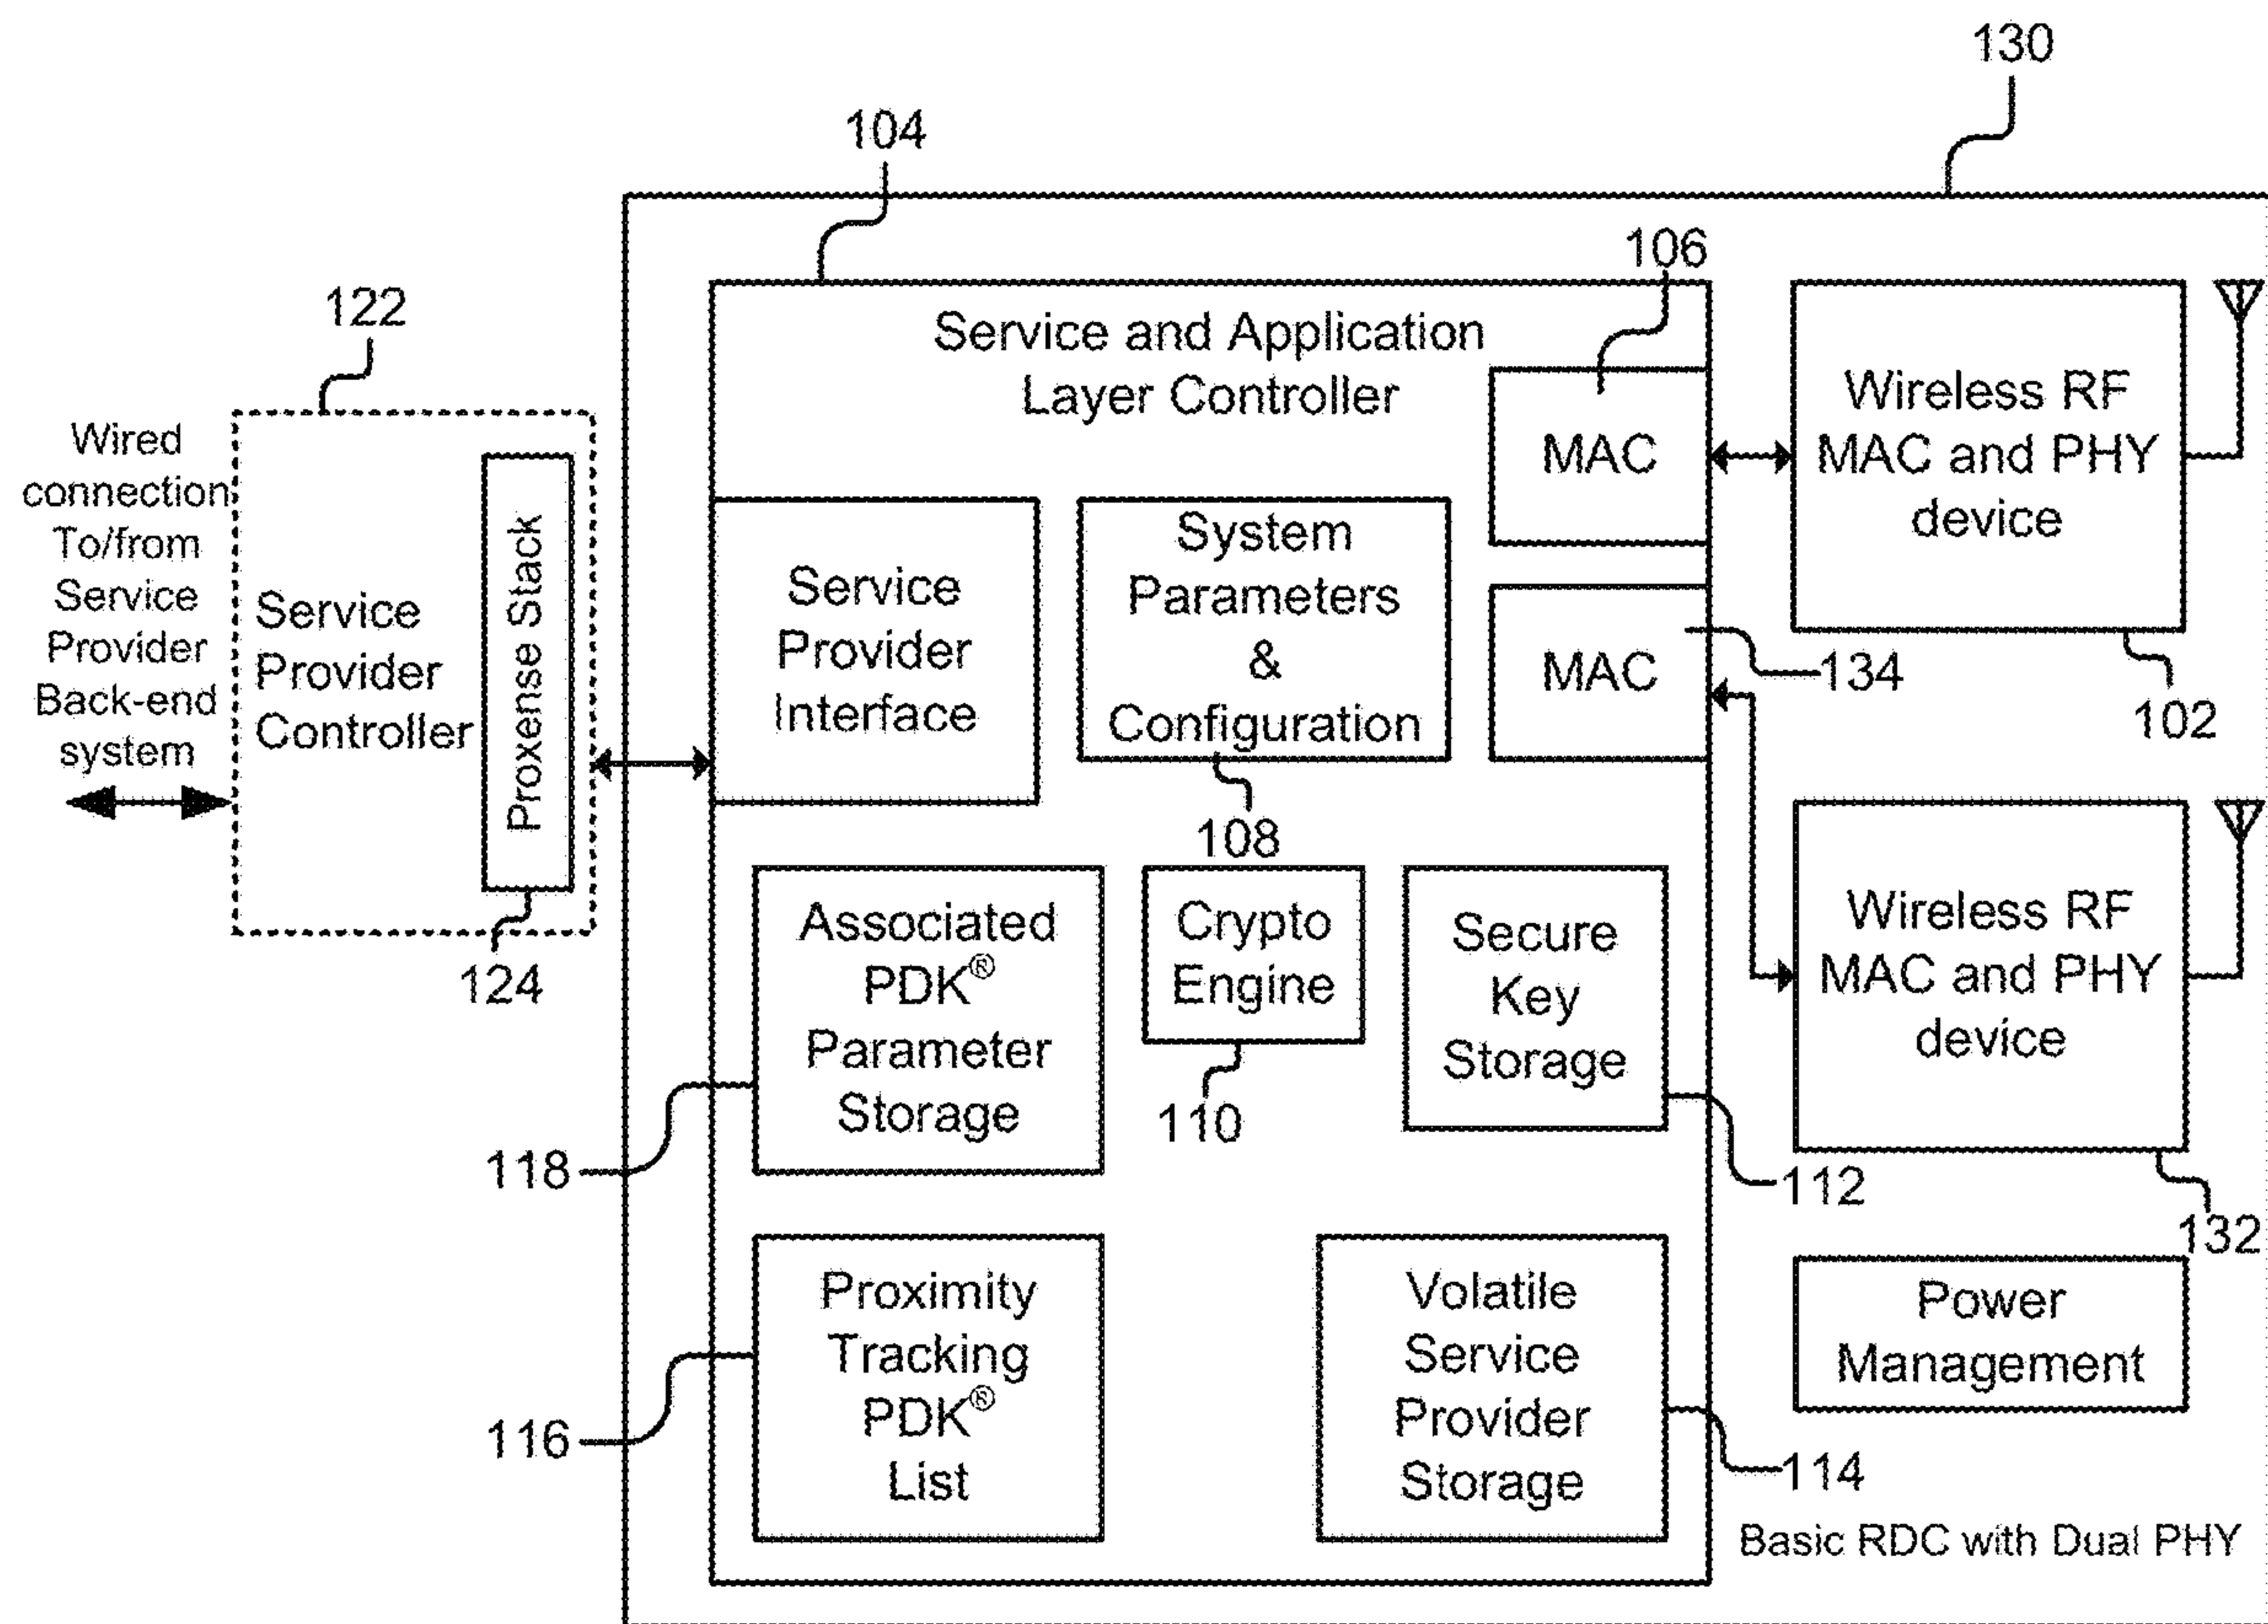 130
104
106
122
Service and Application
Layer Controller
MAC
Wireless RF
MAC and PHY
device
102
Wired
connection
To/from
Service
Provider
Back-end
system
Service
Provider
Controller
Proxense Stack
124
Service
Provider
Interface
System
Parameters
&
Configuration
108
MAC
134
Wireless RF
MAC and PHY
device
132
Associated
PDK®
Parameter
Storage
118
Crypto
Engine
110
Secure
Key
Storage
112
Proximity
Tracking
PDK®
List
116
Volatile
Service
Provider
Storage
114
Power
Management
Basic RDC with Dual PHY